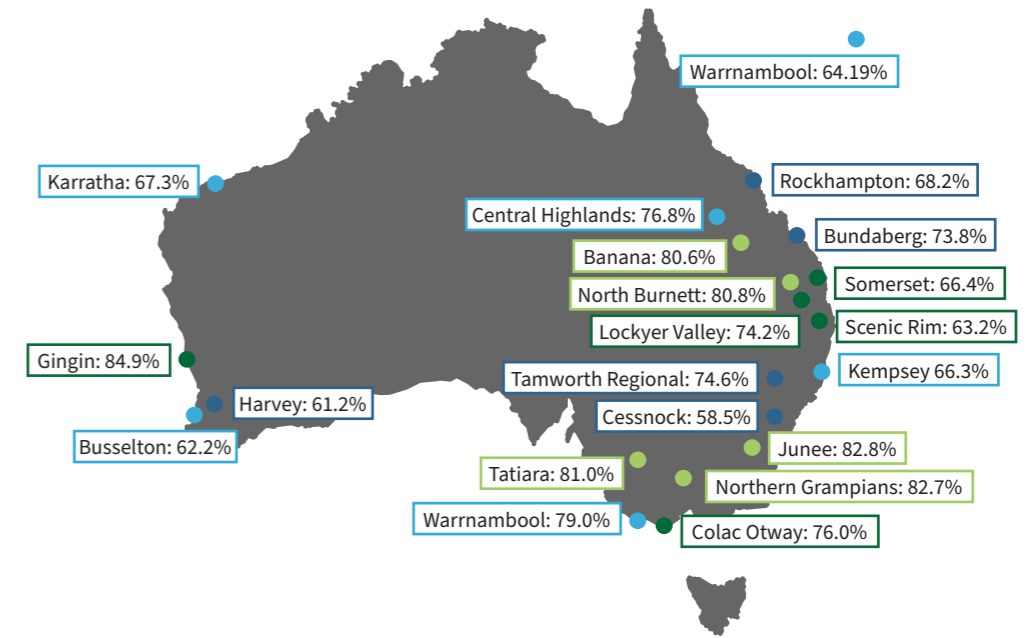 Warrnambool: 64.19%
Karratha: 67.3%
Rockhampton: 68.2%
Central Highlands: 76.8%
Bundaberg: 73.8%
Banana: 80.6%
Somerset: 66.4%
North Burnett: 80.8%
Scenic Rim: 63.2%
Lockyer Valley: 74.2%
Gingin: 84.9%
Kempsey 66.3%
Tamworth Regional: 74.6%
Harvey: 61.2%
Cessnock: 58.5%
Busselton: 62.2%
Junee: 82.8%
Tatiara: 81.0%
Northern Grampians: 82.7%
Warrnambool: 79.0%
Colac Otway: 76.0%